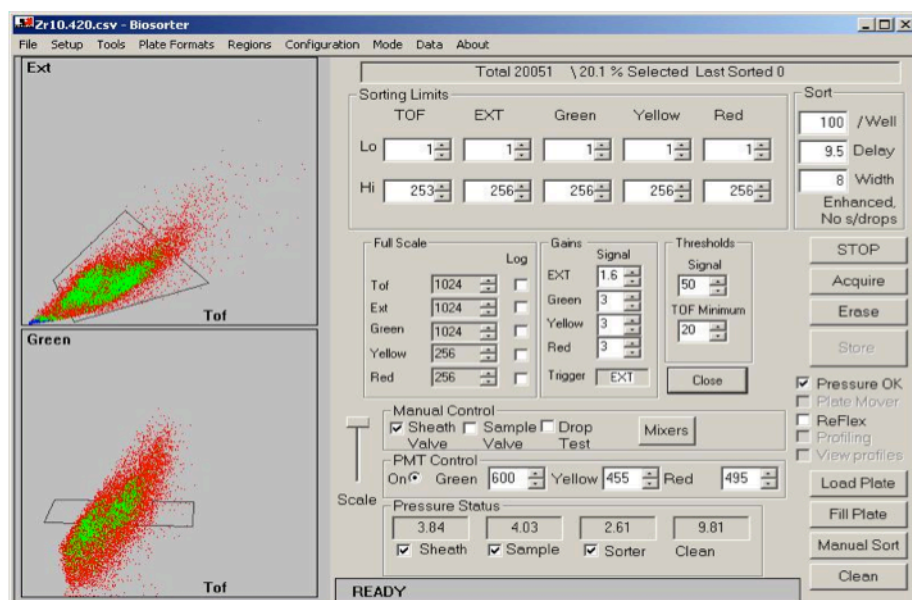 Zr10.420.csv - Biosorter
File Setup Tools Plate Formats Regions Configuration Mode Data About
Ext
Tof
Green
Tof
Total 20051 \ 20.1 % Selected Last Sorted 0
Sorting Limits
TOF EXT Green Yellow Red
Lo 1 1 1 1 1
Hi 253 256 256 256 256
Sort
100 /Well
9.5 Delay
8 Width
Enhanced,
No s/drops
Full Scale
Log
Tof 1024
Ext 1024
Green 1024
Yellow 256
Red 256
Gains
Signal
EXT 1.6
Green 3
Yellow 3
Red 3
Trigger EXT
Thresholds
Signal
50
TOF Minimum
20
Close
STOP
Acquire
Erase
Store
Pressure OK
Plate Mover
ReFlex
Profiling
View profiles
Load Plate
Fill Plate
Manual Sort
Clean
Scale
Manual Control
Sheath Valve
Sample Valve
Drop Test
Mixers
PMT Control
On Green 600 Yellow 455 Red 495
Pressure Status
3.84 4.03 2.61 9.81
Sheath Sample Sorter Clean
READY